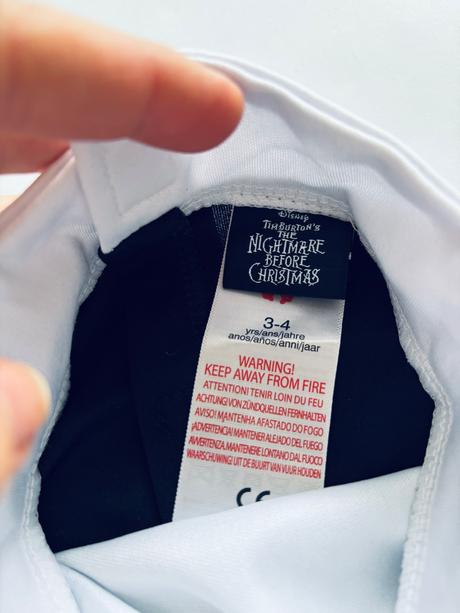 Disney
TIM BURTON'S
THE
NIGHTMARE
BEFORE
CHRISTMAS
3-4
yrs/ans/jahre
anos/años/anni/jaar
WARNING!
KEEP AWAY FROM FIRE
ATTENTION! TENIR LOIN DU FEU
ACHTUNG! VON ZÜNDQUELLEN FERNHALTEN
AVISO! MANTENHA AFASTADO DO FOGO
¡ADVERTENCIA! MANTENER ALEJADO DEL FUEGO
AVVERTENZA. MANTENERE LONTANO DAL FUOCO
WAARSCHUWING! UIT DE BUURT VAN VUUR HOUDEN
CE